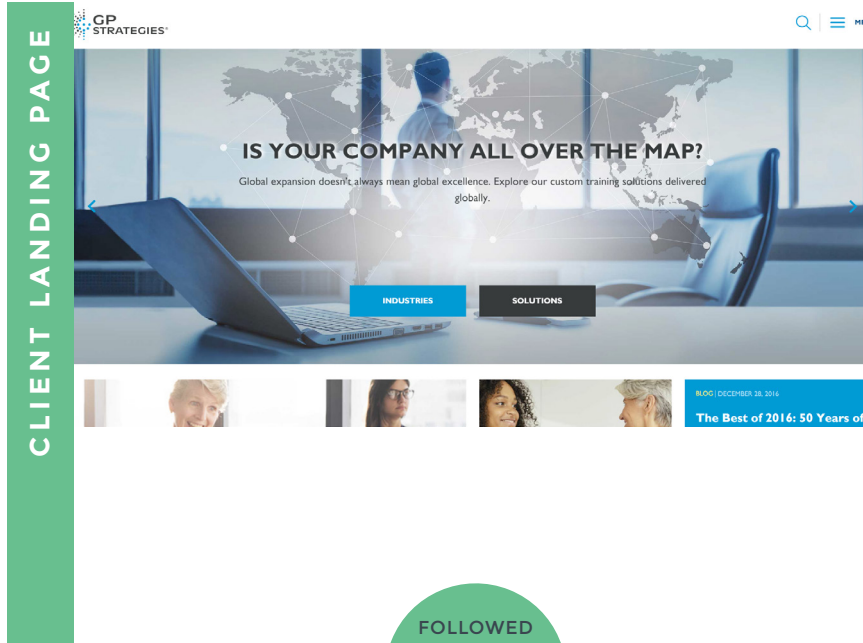 CLIENT LANDING PAGE
GP
STRATEGIES®
IS YOUR COMPANY ALL OVER THE MAP?
Global expansion doesn't always mean global excellence. Explore our custom training solutions delivered
globally.
INDUSTRIES
SOLUTIONS
BLOG | DECEMBER 28, 2016
The Best of 2016: 50 Years of
FOLLOWED